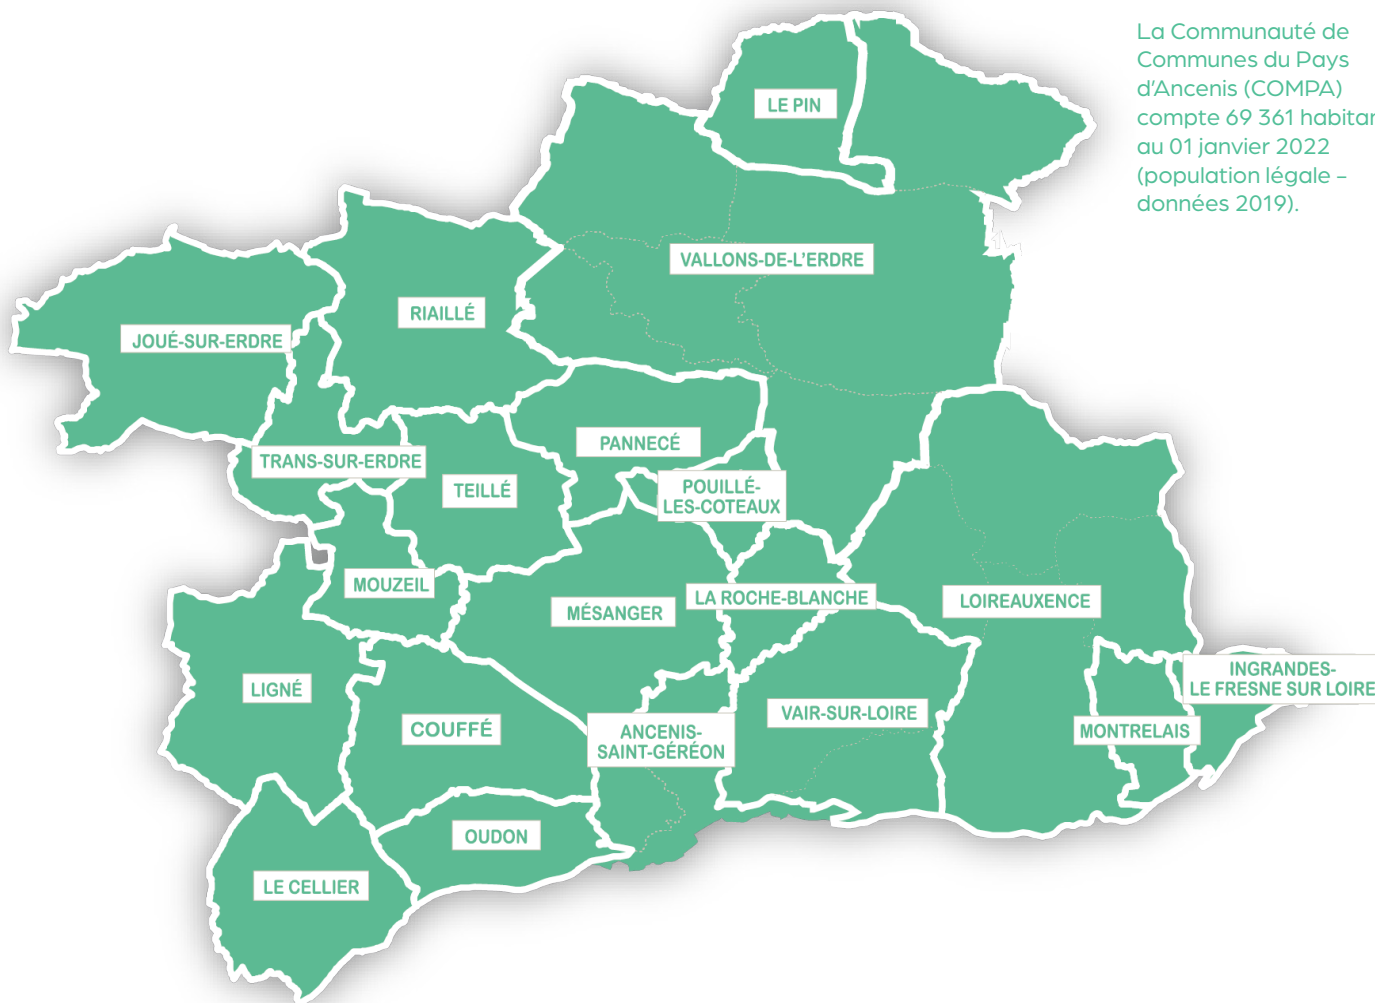 La Communauté de
Communes du Pays
d'Ancenis (COMPA)
compte 69 361
au 01 janvier 2022
(population légale -
données 2019).
LE PIN
VALLONS-DE-L'ERDRE
RIAILLÉ
JOUÉ-SUR-ERDRE
PANNECÉ
TRANS-SUR-ERDRE
TEILLÉ
POUILLÉ-
LES-COTEAUX
MOUZEIL
MÉSANGER
LA ROCHE-BLANCHE
LOIREAUXENCE
INGRANDES-
LE FRESNE SUR LOIRE
LIGNÉ
COUFFÉ
ANCENIS-
SAINT-GÉRÉON
VAIR-SUR-LOIRE
MONTRELAIS
OUDON
LE CELLIER